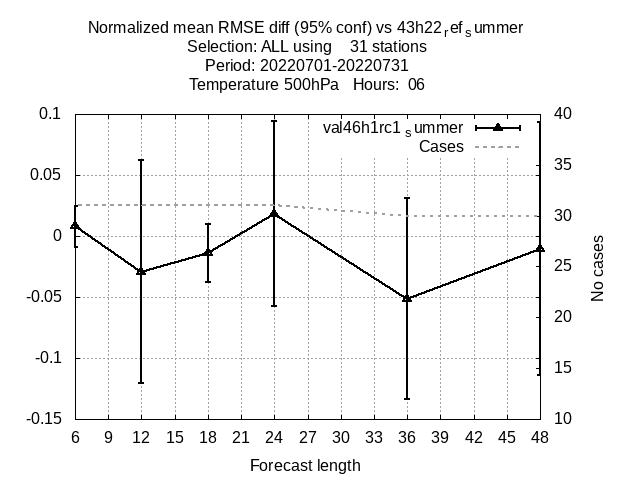 Normalized mean RMSE diff (95% conf) vs 43h22refsummer
Selection: ALL using 31 stations
Period: 20220701-20220731
Temperature 500hPa Hours: 06
0.1
0.05
0
-0.05
-0.1
-0.15
40
35
30
25
20
15
10
val46h1rc1summer
Cases
No cases
6 9 12 15 18 21 24 27 30 33 36 39 42 45 48
Forecast length